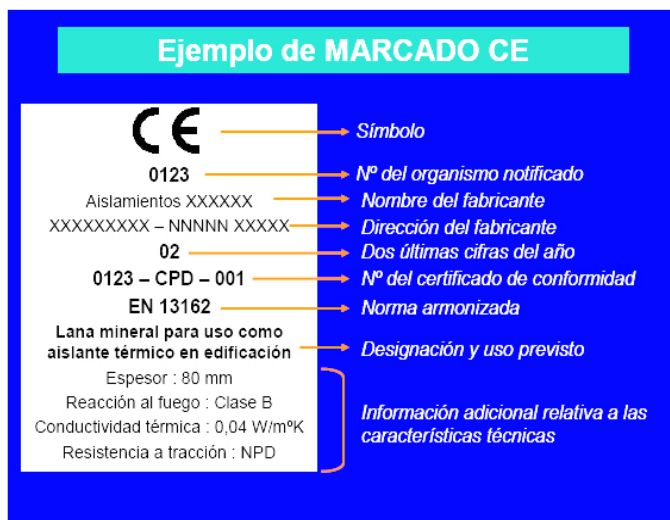 Ejemplo de MARCADO CE
CE
Símbolo
0123
Nº del organismo notificado
Aislamientos XXXXXX
Nombre del fabricante
XXXXXXXXX – NNNNN XXXXX
Dirección del fabricante
02
Dos últimas cifras del año
0123 – CPD – 001
Nº del certificado de conformidad
EN 13162
Norma armonizada
Lana mineral para uso como
aislante térmico en edificación
Designación y uso previsto
Espesor : 80 mm
Reacción al fuego : Clase B
Conductividad térmica : 0,04 W/mºK
Resistencia a tracción : NPD
Información adicional relativa a las
características técnicas